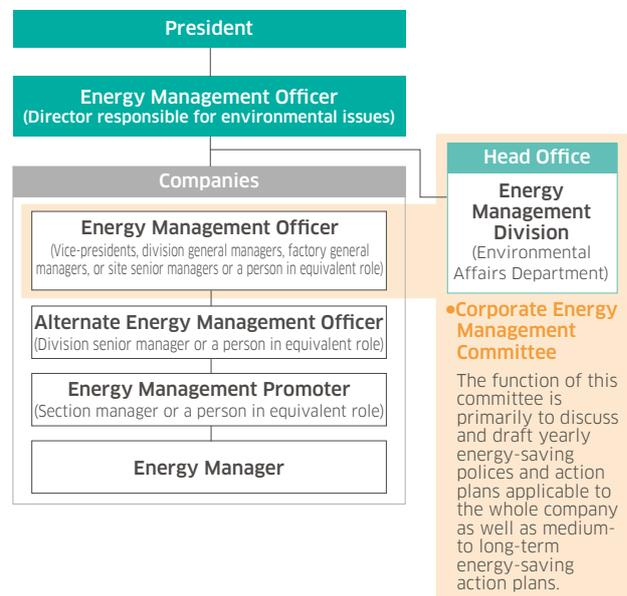 President
Energy Management Officer
(Director responsible for environmental issues)
Companies
Energy Management Officer
(Vice-presidents, division general managers, factory general
managers, or site senior managers or a person in equivalent role)
Alternate Energy Management Officer
(Division senior manager or a person in equivalent role)
Energy Management Promoter
(Section manager or a person in equivalent role)
Energy Manager
Head Office
Energy
Management
Division
(Environmental
Affairs Department)
●Corporate Energy
Management
Committee
The function of this
committee is
primarily to discuss
and draft yearly
energy-saving
polices and action
plans applicable to
the whole company
as well as medium-
to long-term
energy-saving
action plans.